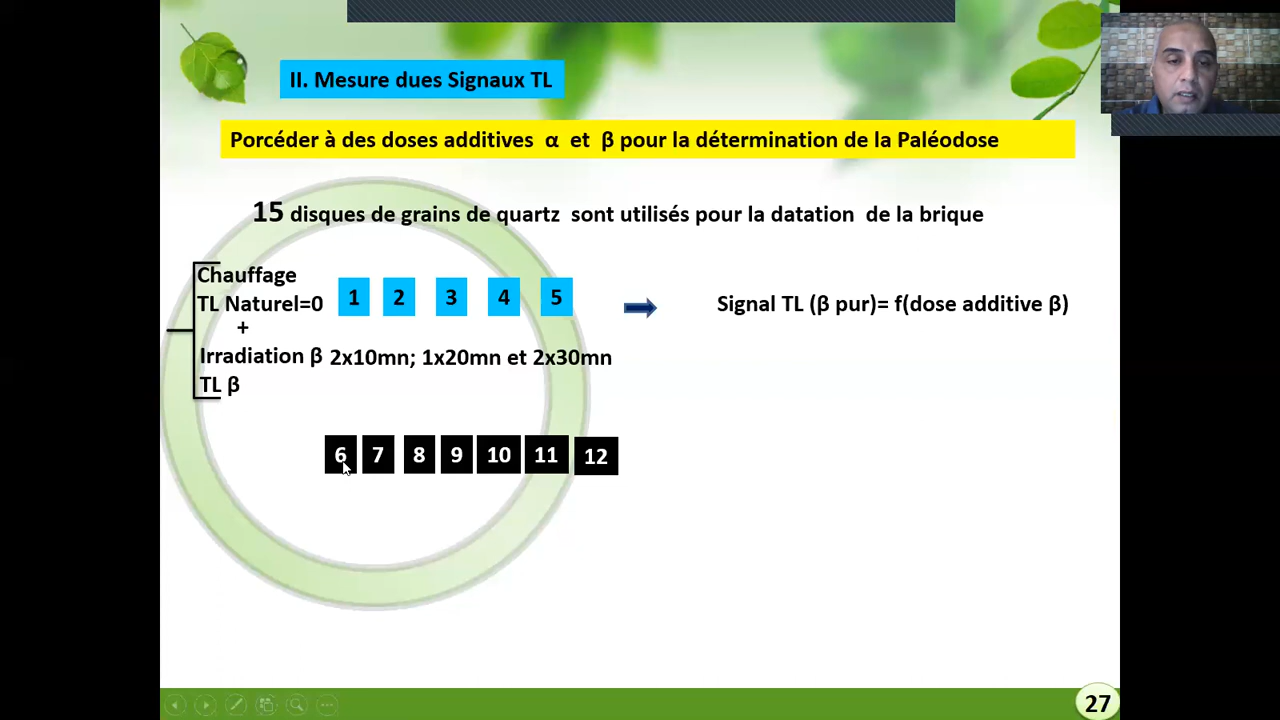 II. Mesure dues Signaux TL
Porcéder à des doses additives α et β pour la détermination de la Paléodose
15 disques de grains de quartz sont utilisés pour la datation de la brique
Chauffage
TL Naturel=0
+
Irradiation β
TL β
1 2 3 4 5
2x10mn; 1x20mn et 2x30mn
Signal TL (β pur)= f(dose additive β)
6 7 8 9 10 11 12
27